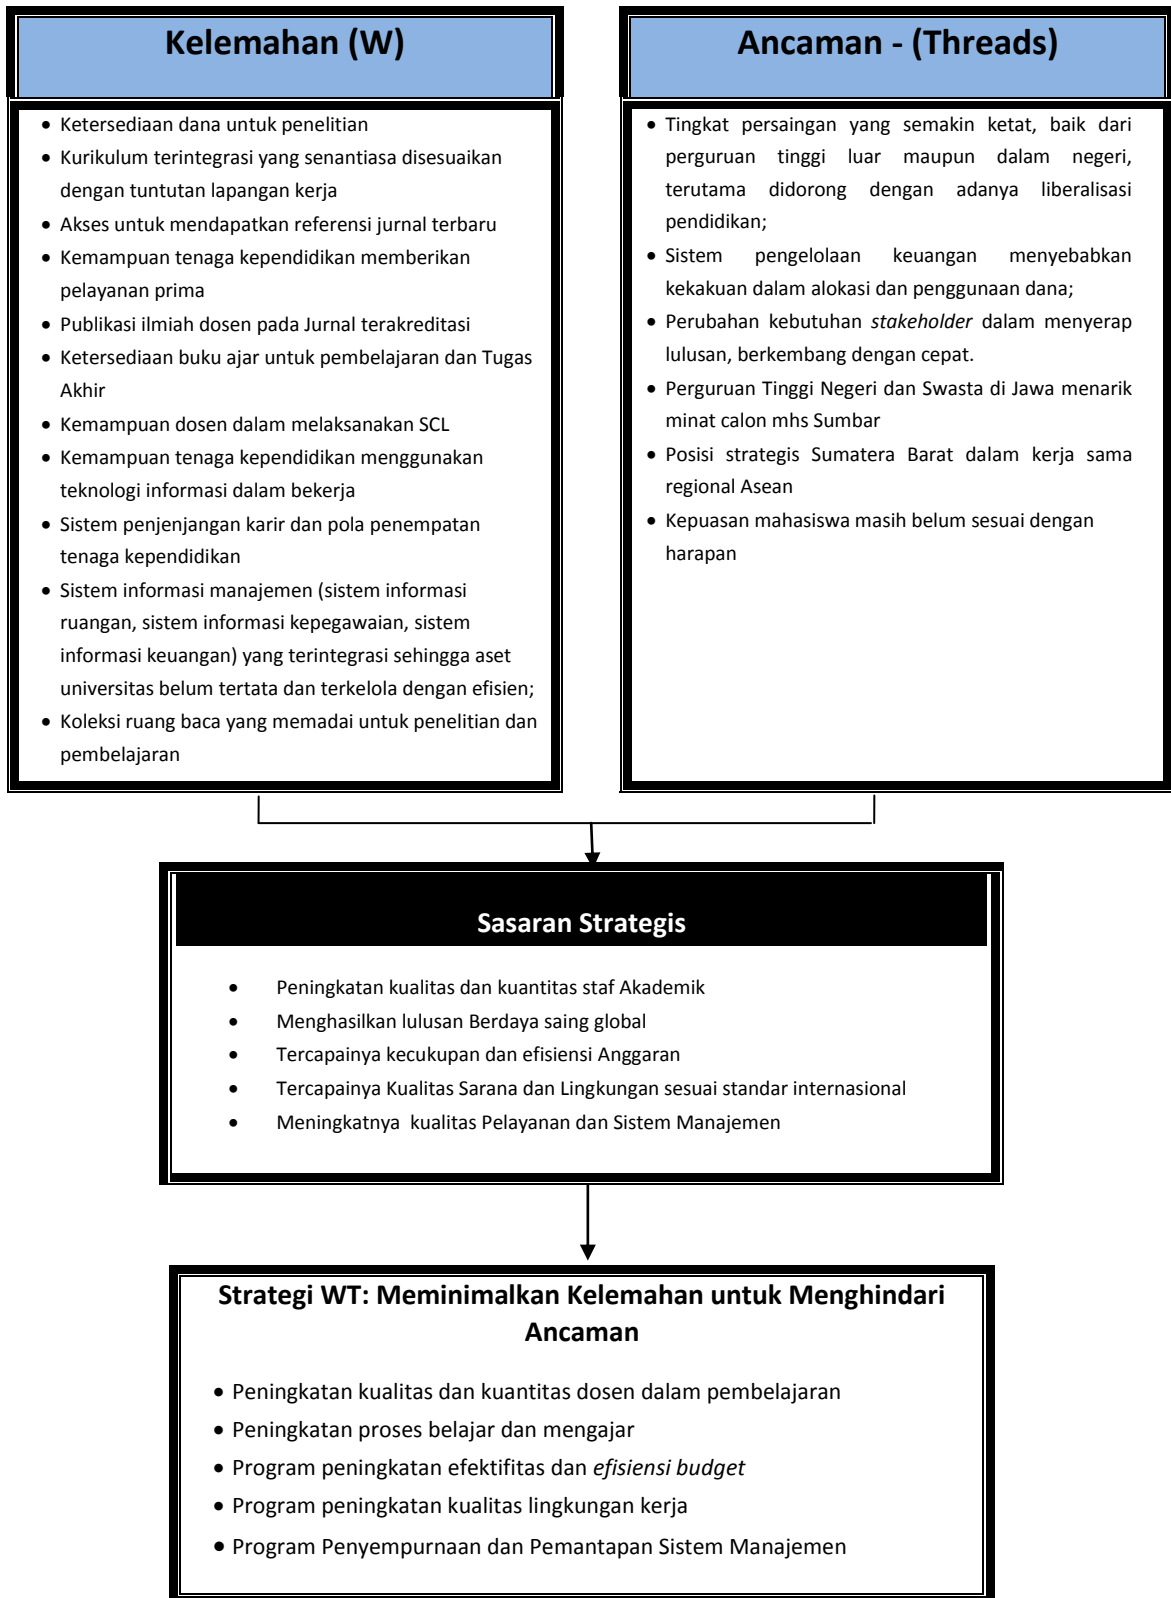 Kelemahan (W)
• Ketersediaan dana untuk penelitian
• Kurikulum terintegrasi yang senantiasa disesuaikan
dengan tuntutan lapangan kerja
• Akses untuk mendapatkan referensi jurnal terbaru
• Kemampuan tenaga kependidikan memberikan
pelayanan prima
• Publikasi ilmiah dosen pada Jurnal terakreditasi
• Ketersediaan buku ajar untuk pembelajaran dan Tugas
Akhir
• Kemampuan dosen dalam melaksanakan SCL
• Kemampuan tenaga kependidikan menggunakan
teknologi informasi dalam bekerja
• Sistem penjenjangan karir dan pola penempatan
tenaga kependidikan
• Sistem informasi manajemen (sistem informasi
ruangan, sistem informasi kepegawaian, sistem
informasi keuangan) yang terintegrasi sehingga aset
universitas belum tertata dan terkelola dengan efisien;
• Koleksi ruang baca yang memadai untuk penelitian dan
pembelajaran
Ancaman - (Threads)
• Tingkat persaingan yang semakin ketat, baik dari
perguruan tinggi luar maupun dalam negeri,
terutama didorong dengan adanya liberalisasi
pendidikan;
• Sistem pengelolaan keuangan menyebabkan
kekakuan dalam alokasi dan penggunaan dana;
• Perubahan kebutuhan stakeholder dalam menyerap
lulusan, berkembang dengan cepat.
• Perguruan Tinggi Negeri dan Swasta di Jawa menarik
minat calon mhs Sumbar
• Posisi strategis Sumatera Barat dalam kerja sama
regional Asean
• Kepuasan mahasiswa masih belum sesuai dengan
harapan
Sasaran Strategis
• Peningkatan kualitas dan kuantitas staf Akademik
• Menghasilkan lulusan Berdaya saing global
• Tercapainya kecukupan dan efisiensi Anggaran
• Tercapainya Kualitas Sarana dan Lingkungan sesuai standar internasional
• Meningkatnya kualitas Pelayanan dan Sistem Manajemen
Strategi WT: Meminimalkan Kelemahan untuk Menghindari
Ancaman
• Peningkatan kualitas dan kuantitas dosen dalam pembelajaran
• Peningkatan proses belajar dan mengajar
• Program peningkatan efektifitas dan efisiensi budget
• Program peningkatan kualitas lingkungan kerja
• Program Penyempurnaan dan Pemantapan Sistem Manajemen